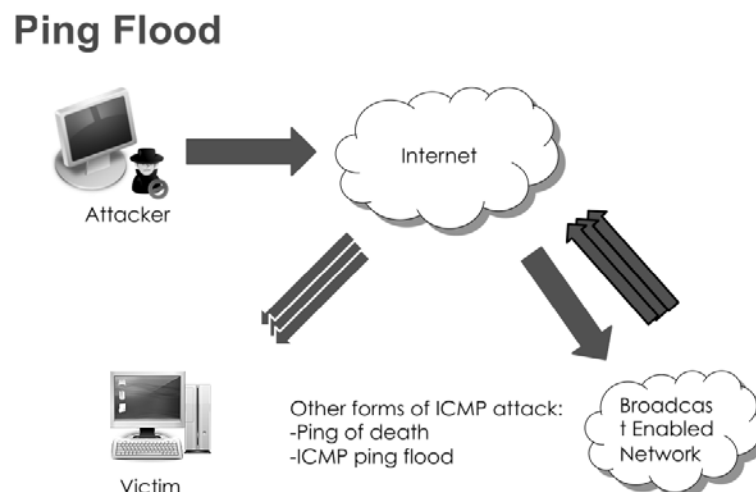 Ping Flood
Internet
Attacker
Other forms of ICMP attack:
-Ping of death
-ICMP ping flood
Broadcas
t Enabled
Network
Victim